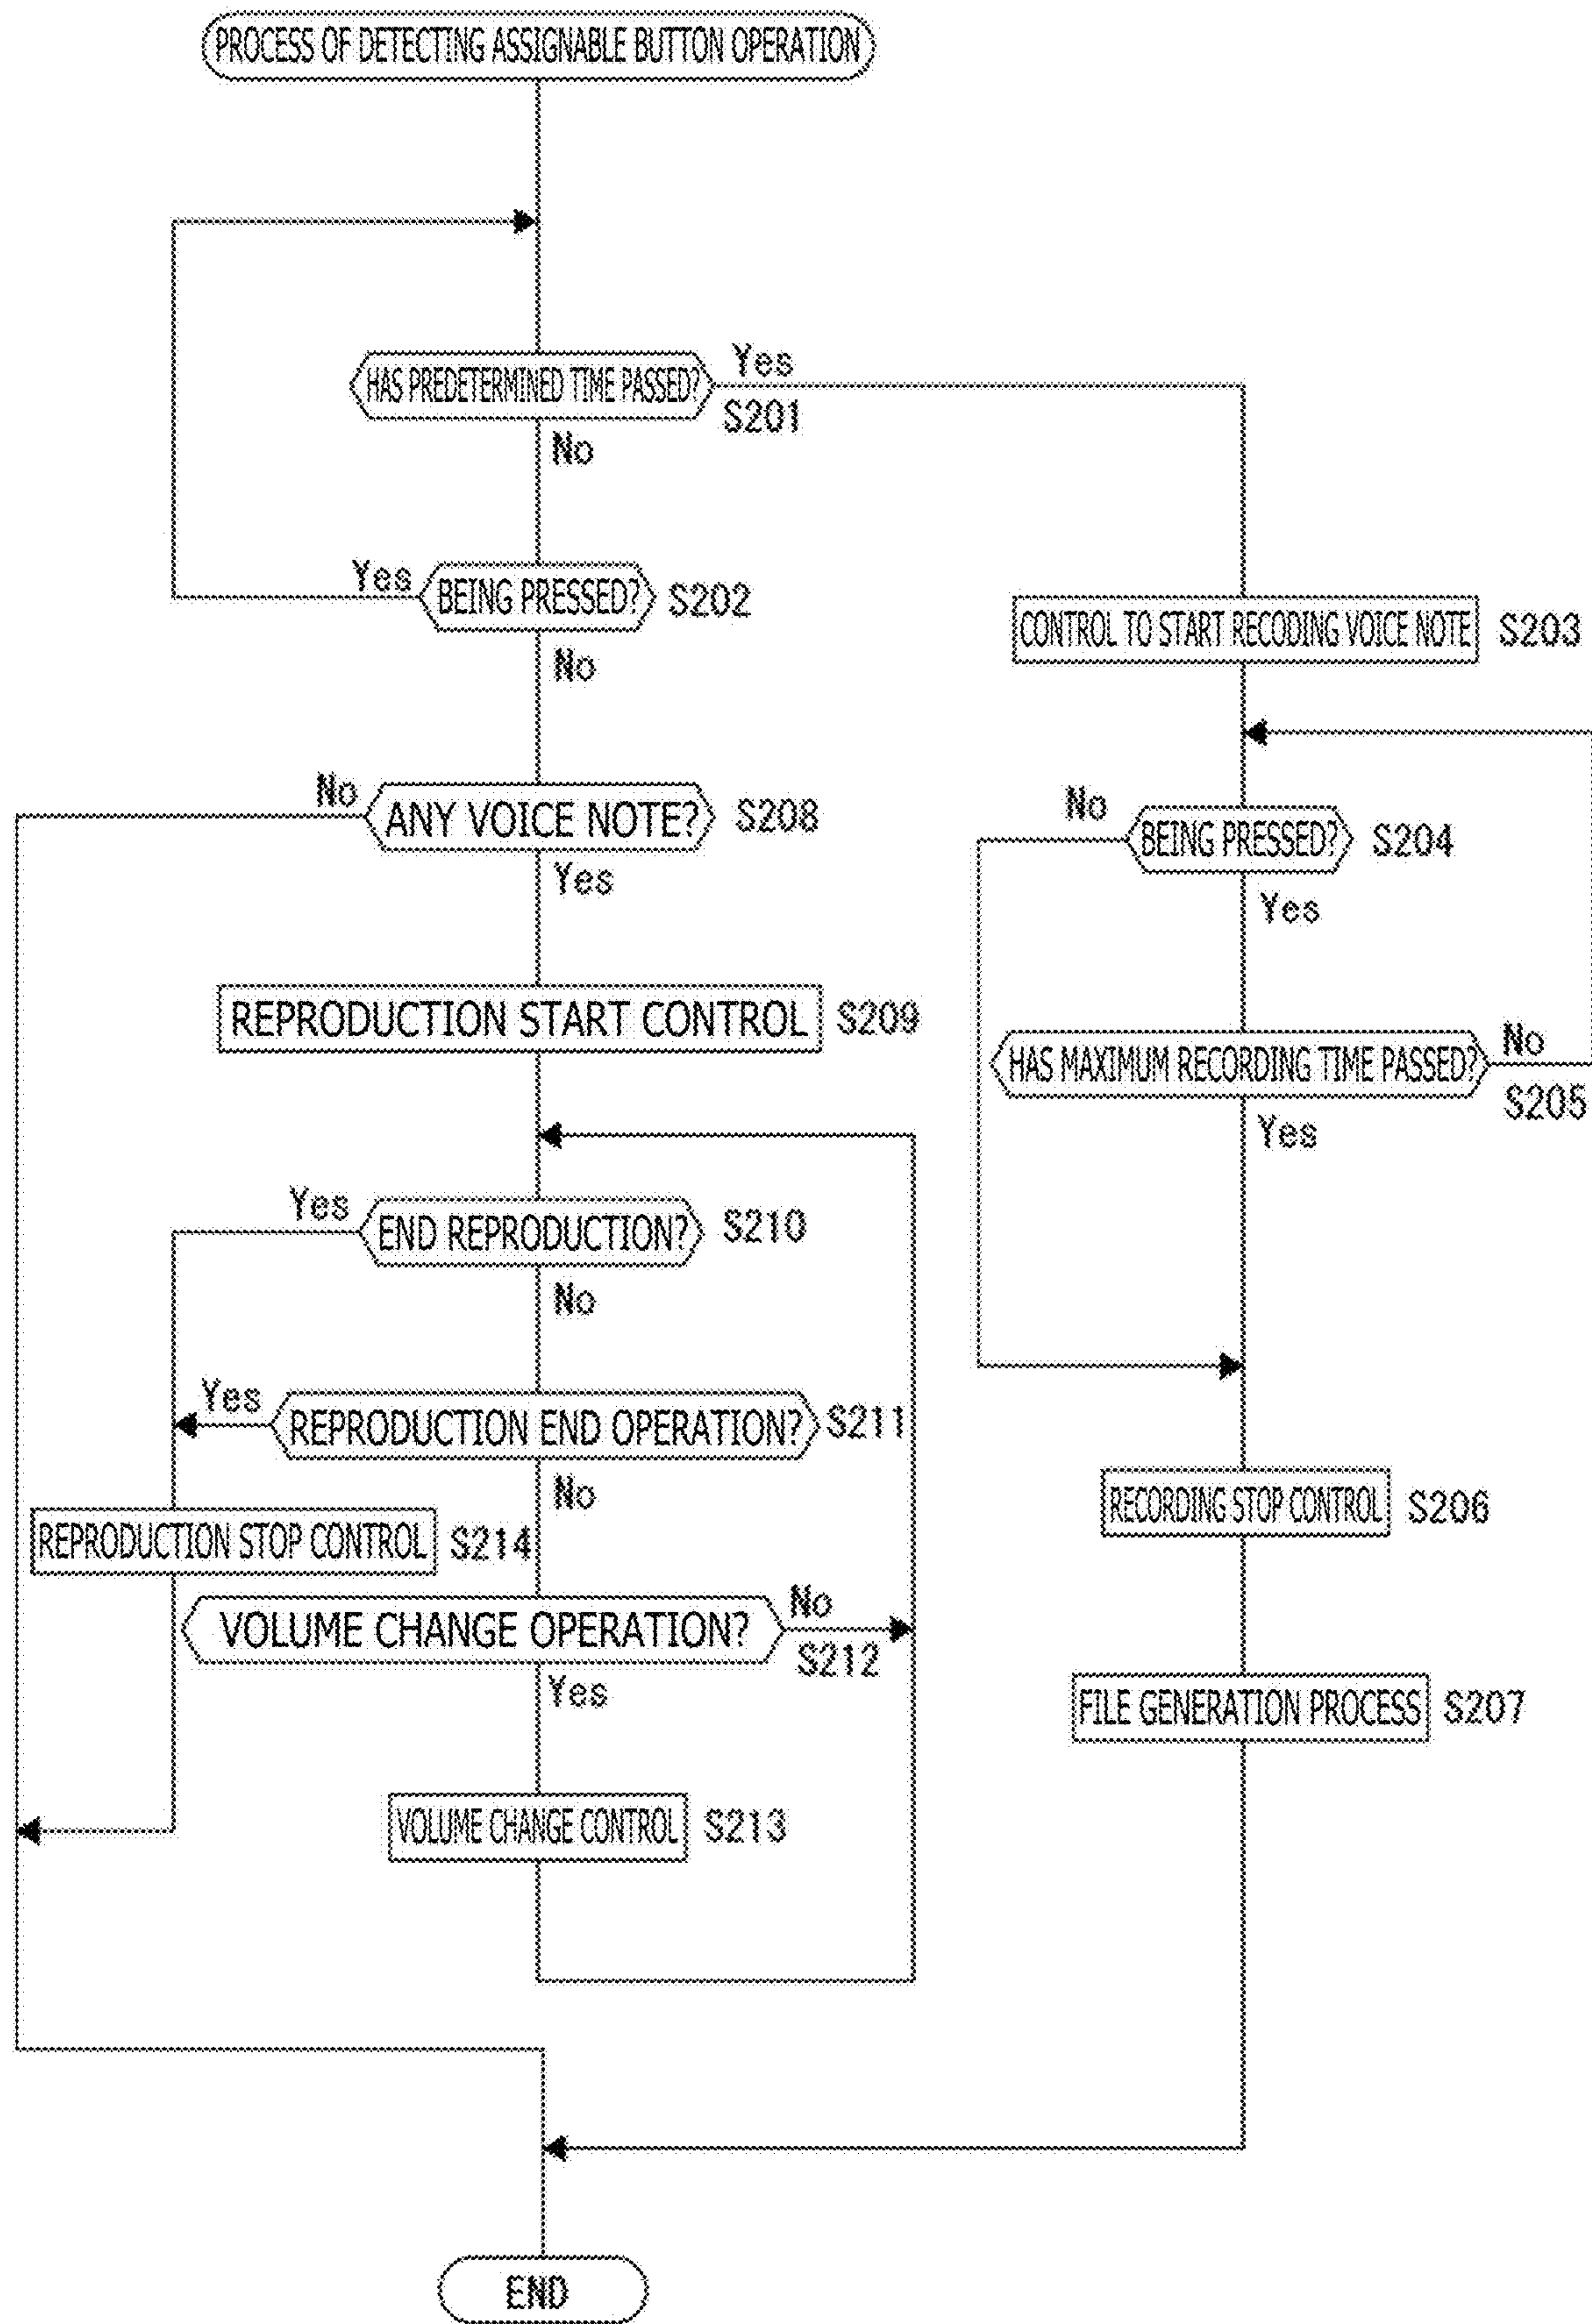 PROCESS OF DETECTING ASSIGNABLE BUTTON OPERATION
HAS PREDETERMINED TIME PASSED?
Yes
S201
No
Yes
BEING PRESSED?
S202
No
CONTROL TO START RECODING VOICE NOTE
S203
No
ANY VOICE NOTE?
S208
Yes
No
BEING PRESSED?
S204
Yes
REPRODUCTION START CONTROL
S209
HAS MAXIMUM RECORDING TIME PASSED?
No
S205
Yes
Yes
END REPRODUCTION?
S210
No
Yes
REPRODUCTION END OPERATION?
S211
No
RECORDING STOP CONTROL
S206
REPRODUCTION STOP CONTROL
S214
VOLUME CHANGE OPERATION?
No
S212
Yes
FILE GENERATION PROCESS
S207
VOLUME CHANGE CONTROL
S213
END